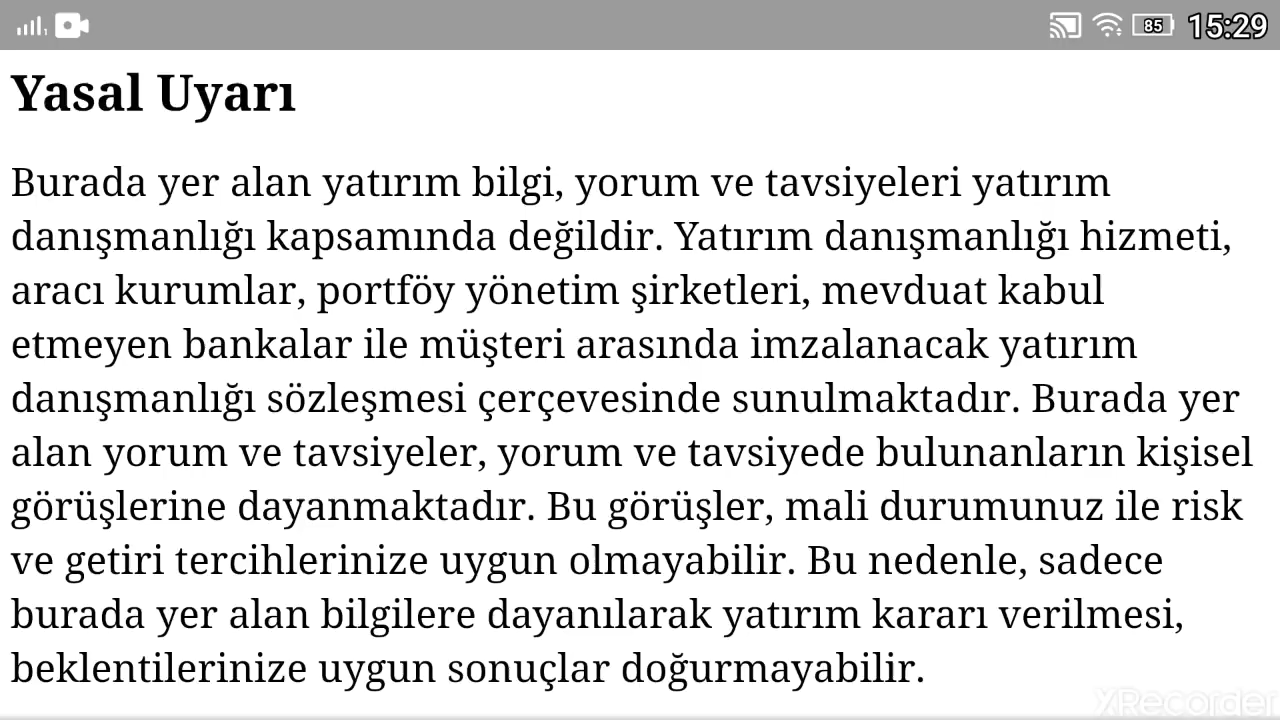 85 15:29
Yasal Uyarı
Burada yer alan yatırım bilgi, yorum ve tavsiyeleri yatırım
danışmanlığı kapsamında değildir. Yatırım danışmanlığı hizmeti,
aracı kurumlar, portföy yönetim şirketleri, mevduat kabul
etmeyen bankalar ile müşteri arasında imzalanacak yatırım
danışmanlığı sözleşmesi çerçevesinde sunulmaktadır. Burada yer
alan yorum ve tavsiyeler, yorum ve tavsiyede bulunanların kişisel
görüşlerine dayanmaktadır. Bu görüşler, mali durumunuz ile risk
ve getiri tercihlerinize uygun olmayabilir. Bu nedenle, sadece
burada yer alan bilgilere dayanılarak yatırım kararı verilmesi,
beklentilerinize uygun sonuçlar doğurmayabilir.
XRecorder